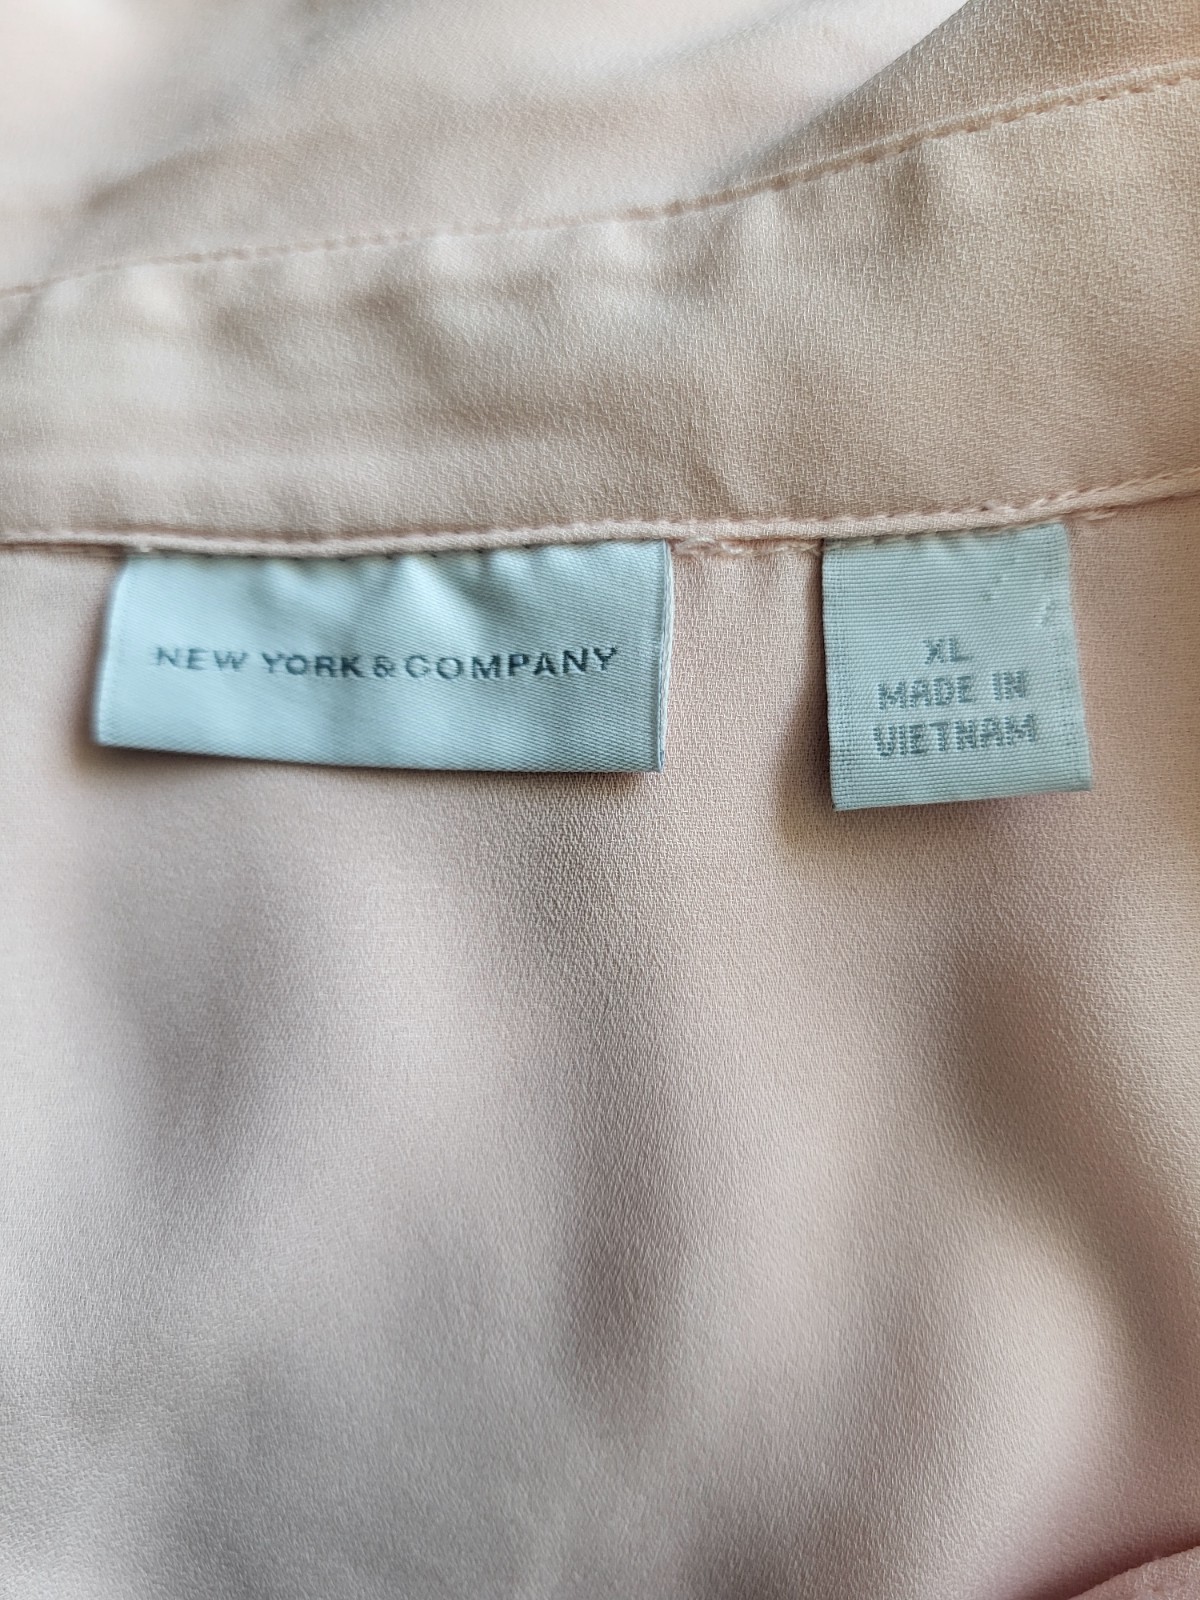 NEW YORK & COMPANY
XL
MADE IN
VIETNAM